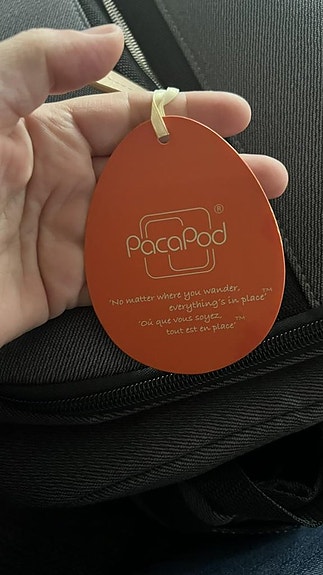 ®
PacaPod
'No matter where you wander,
everything's in place'™
'Où que vous soyez,
tout est en place'™